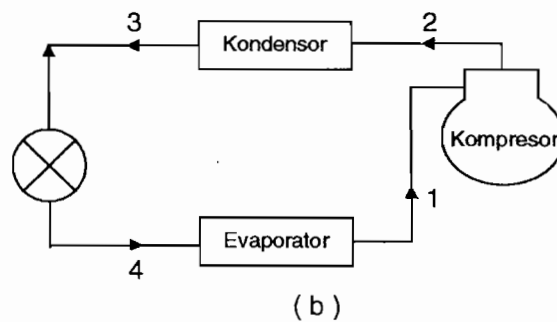 3
2
Kondensor
Kompresor
1
Evaporator
4
( b )